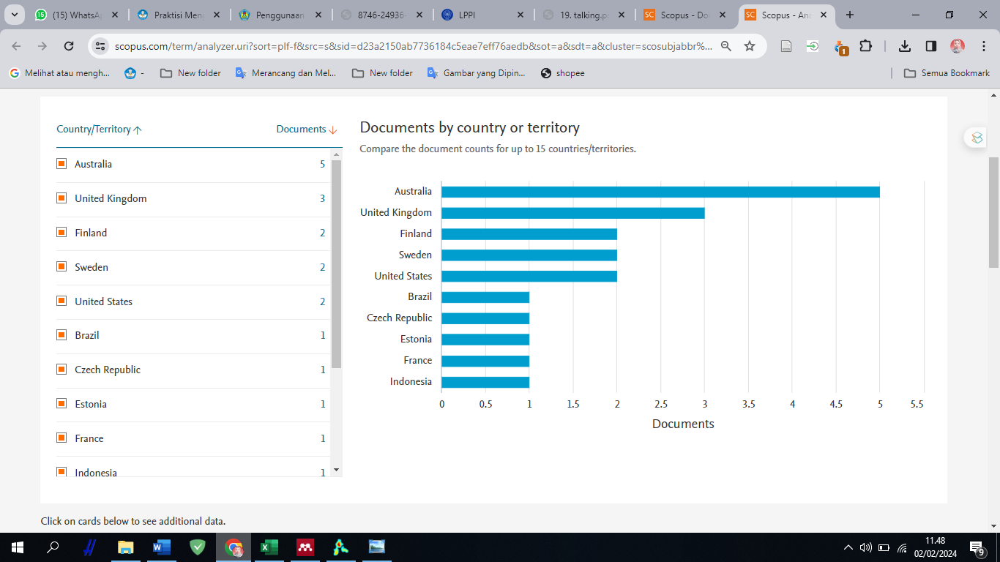 (15) WhatsA
Praktisi Men
Penggunaan
8746-24936-
LPPI
19. talking.p
Scopus - Do
Scopus - Ana
scopus.com/term/analyzer.uri?sort=plf-f&src=s&sid=d23a2150ab7736184c5eae7eff76aedb&sot=a&sdt=a&cluster=scosubjabbr%...
1
Melihat atau mengh...
-
New folder
Merancang dan Mel...
New folder
Gambar yang Dipin...
shopee
Semua Bookmark
Country/Territory
Documents
Australia 5
United Kingdom 3
Finland 2
Sweden 2
United States 2
Brazil 1
Czech Republic 1
Estonia 1
France 1
Indonesia 1
Documents by country or territory
Compare the document counts for up to 15 countries/territories.
Australia
United Kingdom
Finland
Sweden
United States
Brazil
Czech Republic
Estonia
France
Indonesia
0 0.5 1 1.5 2 2.5 3 3.5 4 4.5 5 5.5
Documents
Click on cards below to see additional data.
11.48
02/02/2024
9